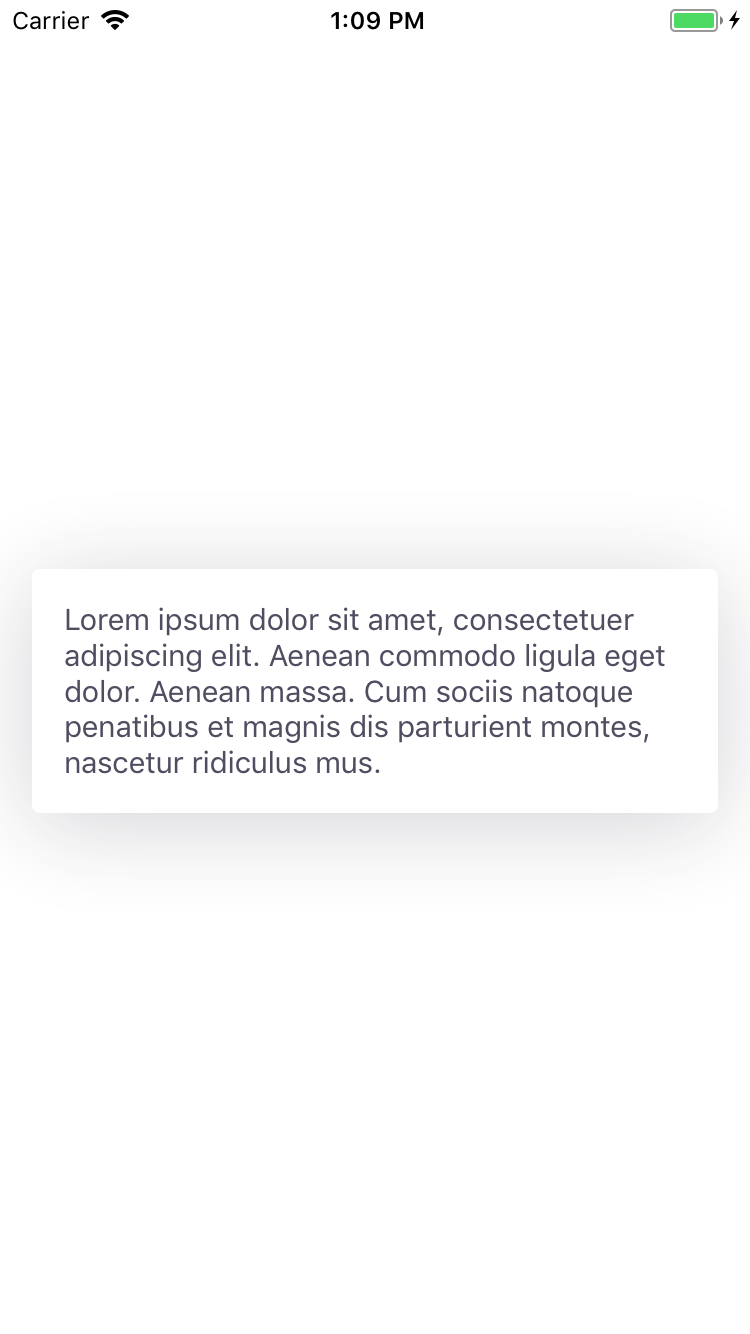 Carrier 1:09 PM
Lorem ipsum dolor sit amet, consectetuer
adipiscing elit. Aenean commodo ligula eget
dolor. Aenean massa. Cum sociis natoque
penatibus et magnis dis parturient montes,
nascetur ridiculus mus.